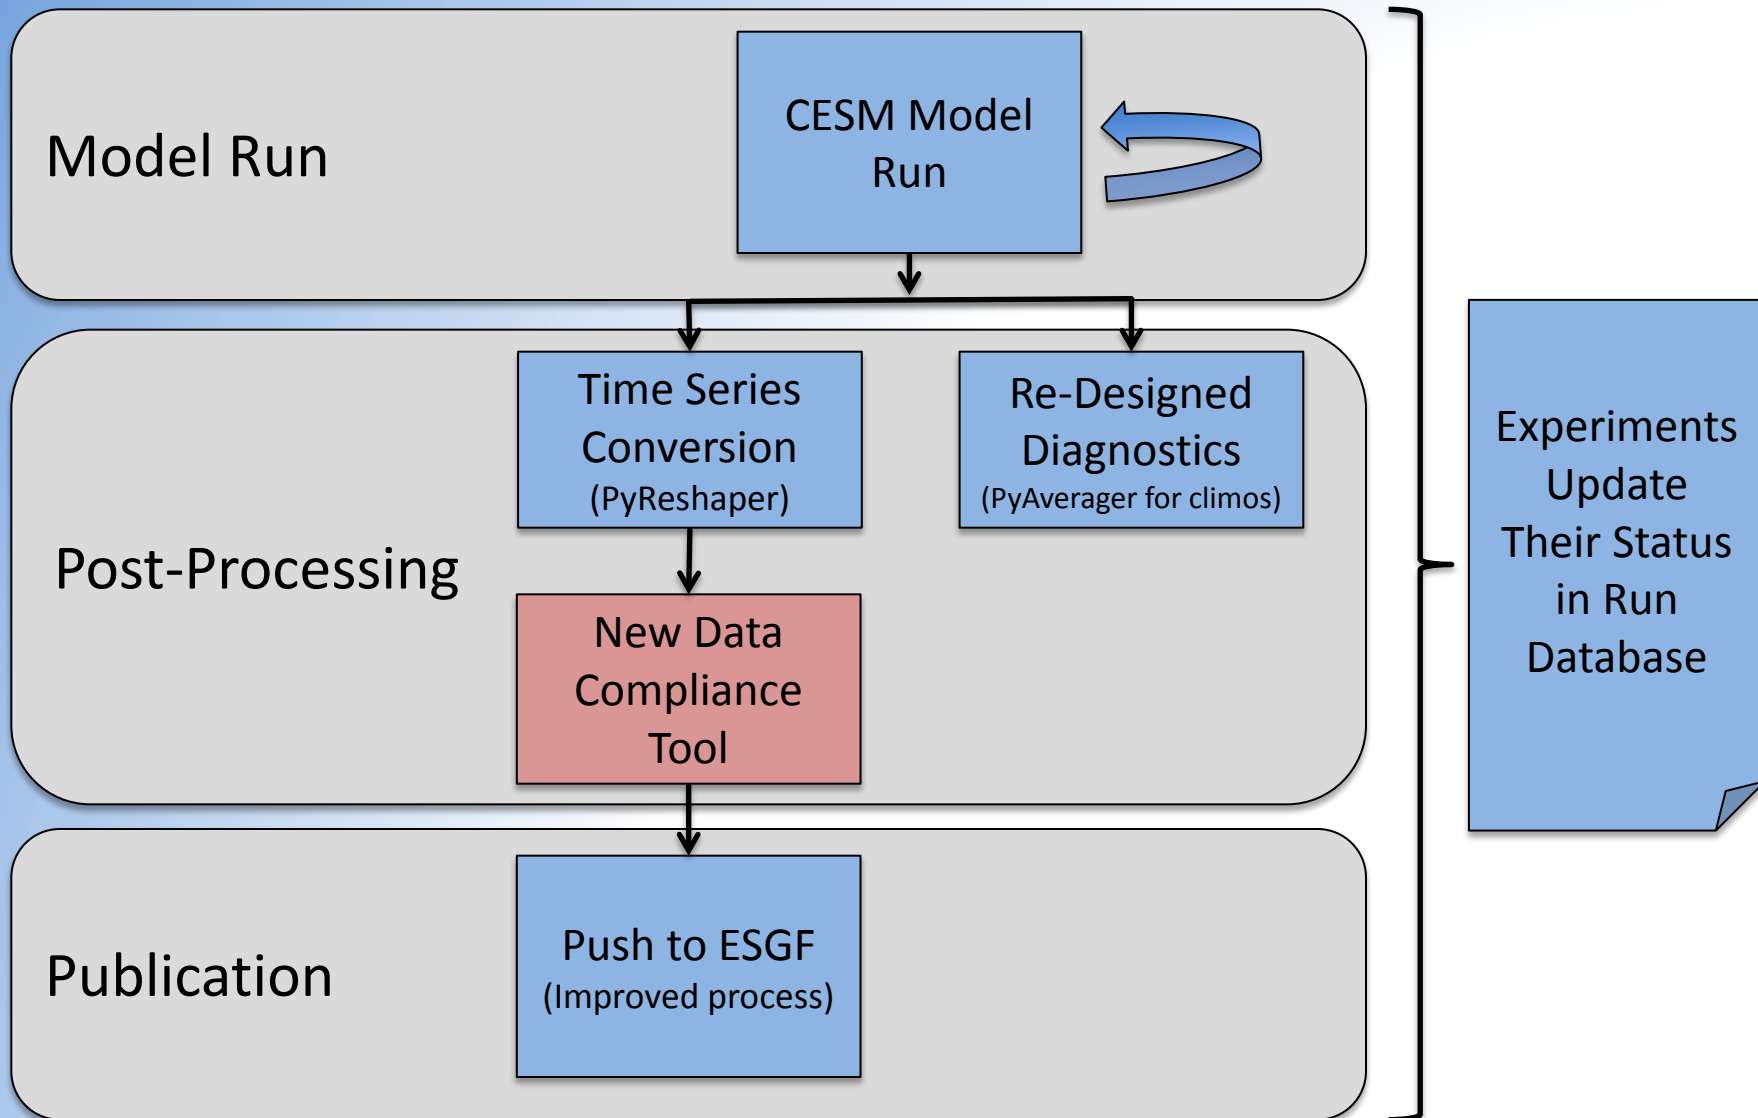 Model Run
CESM Model
Run
Post-Processing
Time Series
Conversion
(PyReshaper)
Re-Designed
Diagnostics
(PyAverager for climos)
New Data
Compliance
Tool
Publication
Push to ESGF
(Improved process)
Experiments
Update
Their Status
in Run
Database